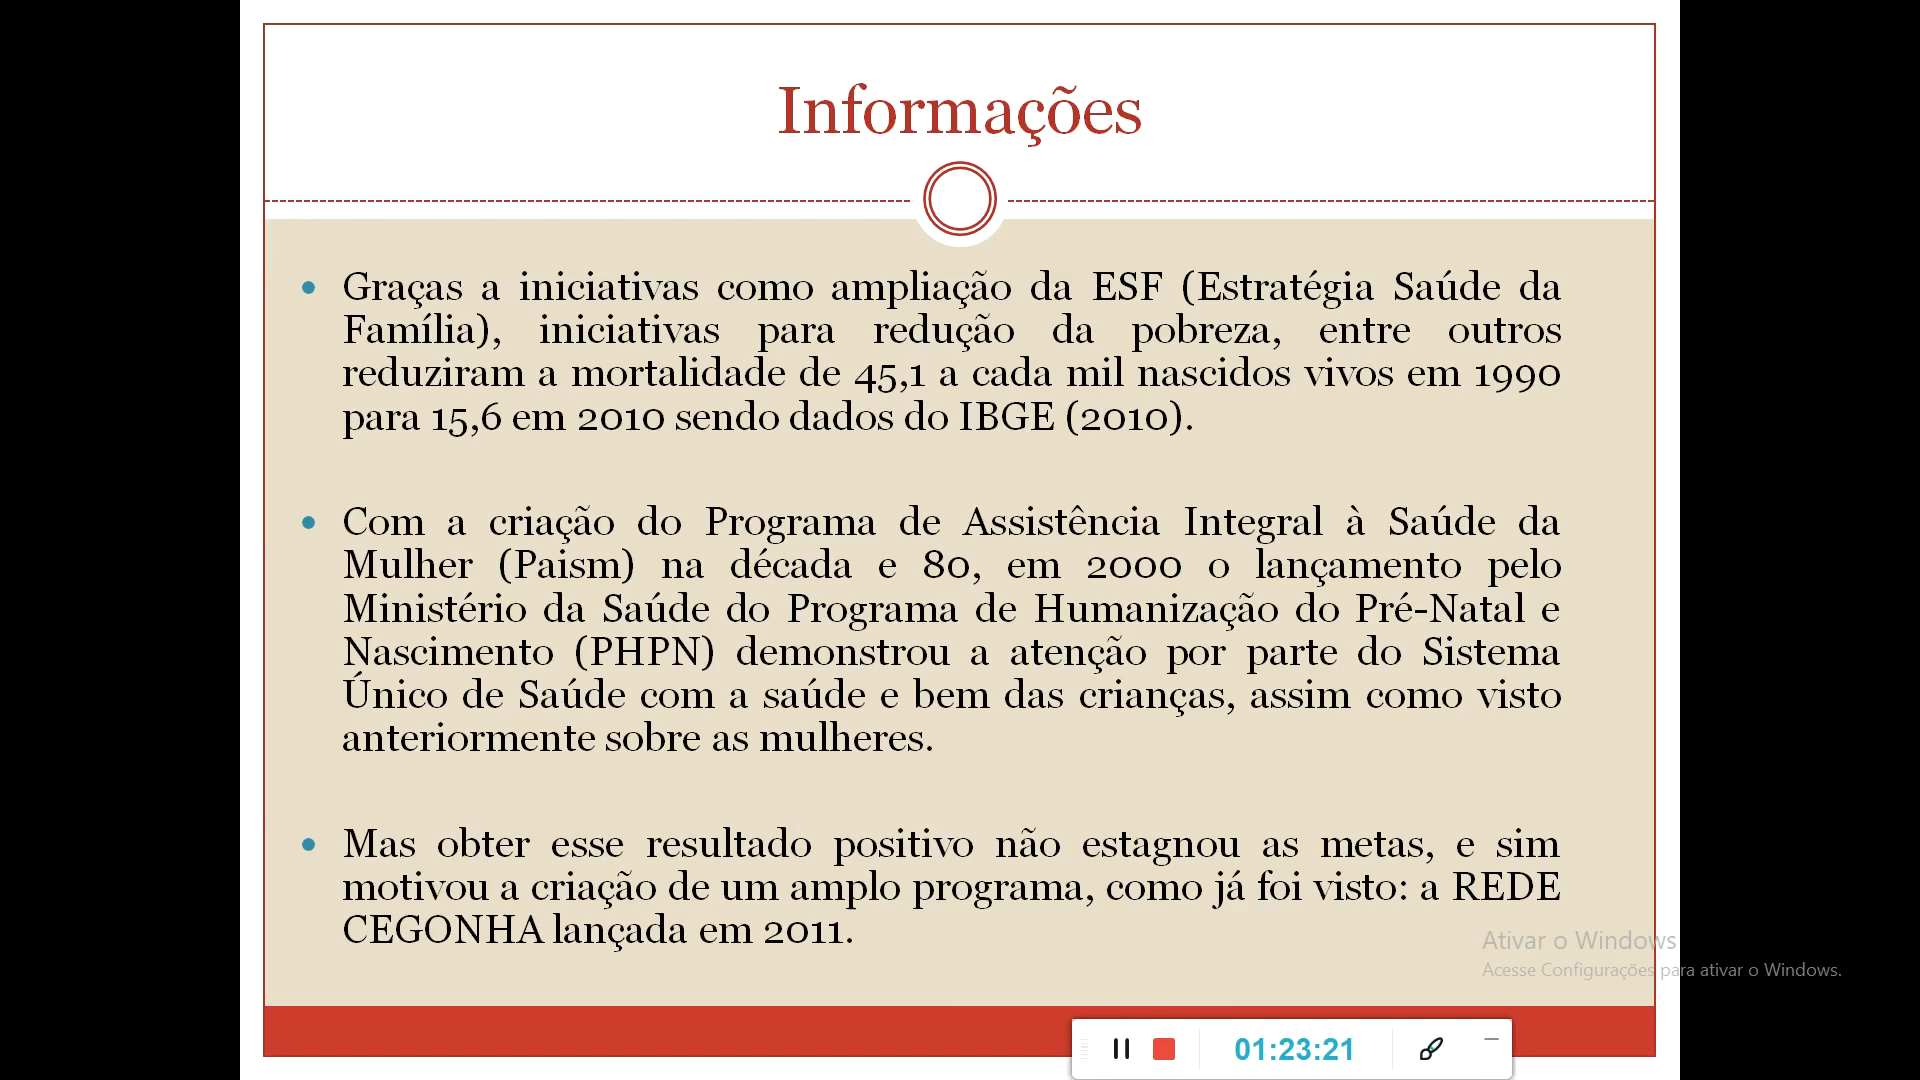 Informações
Graças a iniciativas como ampliação da ESF (Estratégia Saúde da
Família), iniciativas para redução da pobreza, entre outros
reduziram a mortalidade de 45,1 a cada mil nascidos vivos em 1990
para 15,6 em 2010 sendo dados do IBGE (2010).
Com a criação do Programa de Assistência Integral à Saúde da
Mulher (Paism) na década e 80, em 2000 o lançamento pelo
Ministério da Saúde do Programa de Humanização do Pré-Natal e
Nascimento (PHPN) demonstrou a atenção por parte do Sistema
Único de Saúde com a saúde e bem das crianças, assim como visto
anteriormente sobre as mulheres.
Mas obter esse resultado positivo não estagnou as metas, e sim
motivou a criação de um amplo programa, como já foi visto: a REDE
CEGONHA lançada em 2011.
Ativar o Windows
Acesse Configurações para ativar o Windows.
01:23:21